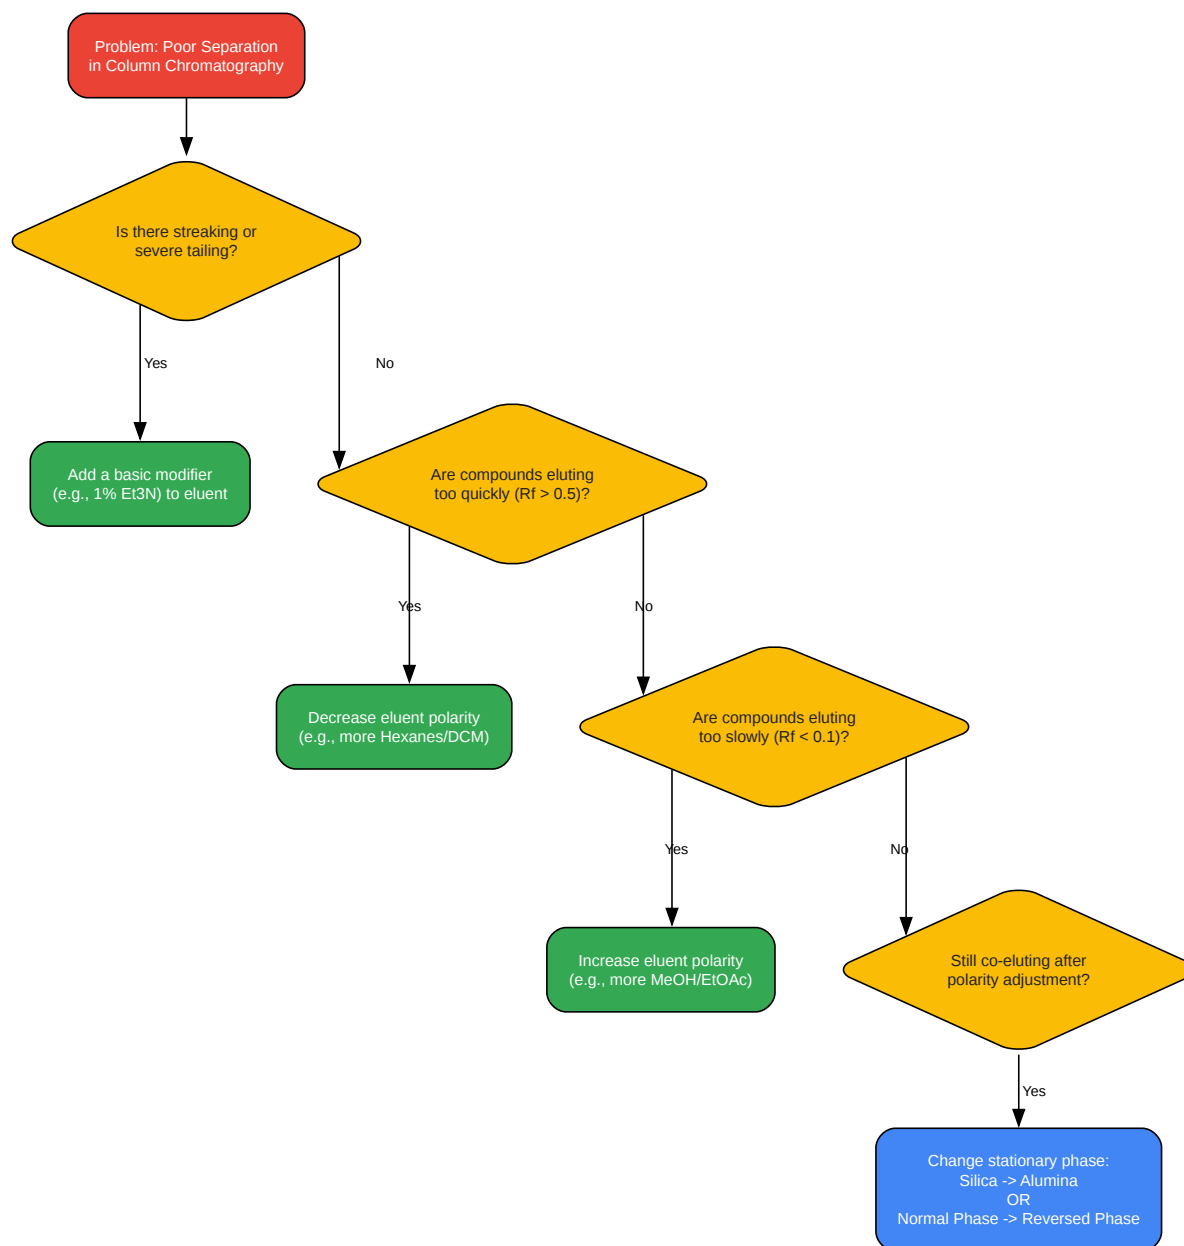 Problem: Poor Separation
in Column Chromatography
Is there streaking or
severe tailing?
Yes
No
Add a basic modifier
(e.g., 1% Et3N) to eluent
Are compounds eluting
too quickly (Rf > 0.5)?
Yes
No
Decrease eluent polarity
(e.g., more Hexanes/DCM)
Are compounds eluting
too slowly (Rf < 0.1)?
Yes
No
Increase eluent polarity
(e.g., more MeOH/EtOAc)
Still co-eluting after
polarity adjustment?
Yes
Change stationary phase:
Silica -> Alumina
OR
Normal Phase -> Reversed Phase